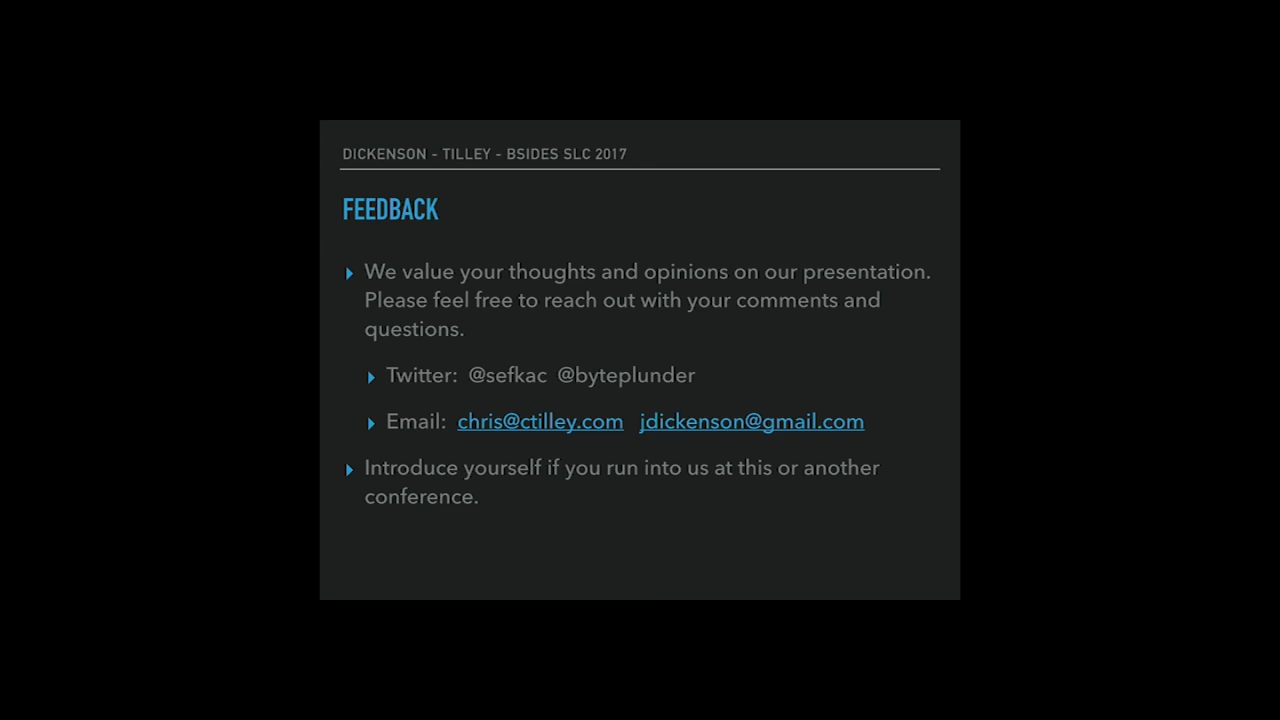 DICKENSON - TILLEY - BSIDES SLC 2017
FEEDBACK
We value your thoughts and opinions on our presentation.
Please feel free to reach out with your comments and
questions.
Twitter: @sefkac @byteplunder
Email: chris@ctilley.com jdickenson@gmail.com
Introduce yourself if you run into us at this or another
conference.